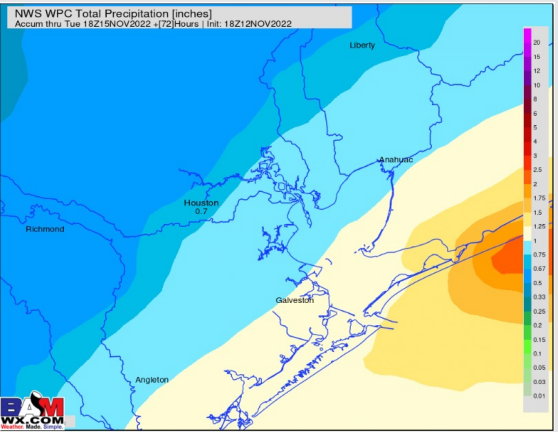 NWS WPC Total Precipitation [inches]
Accum thru Tue 18Z15NOV2022 +[72]Hours | Init: 18Z12NOV2022
Liberty
Anahuac
Houston
0.7
Richmond
Galveston
Angleton
20
15
12
10
8
6
5
4
3
2.5
2
1.75
1.5
1.25
1
0.75
0.67
0.5
0.33
0.25
0.2
0.15
0.1
0.05
0.03
0.01
BAM
WX.COM
Weather. Made. Simple.